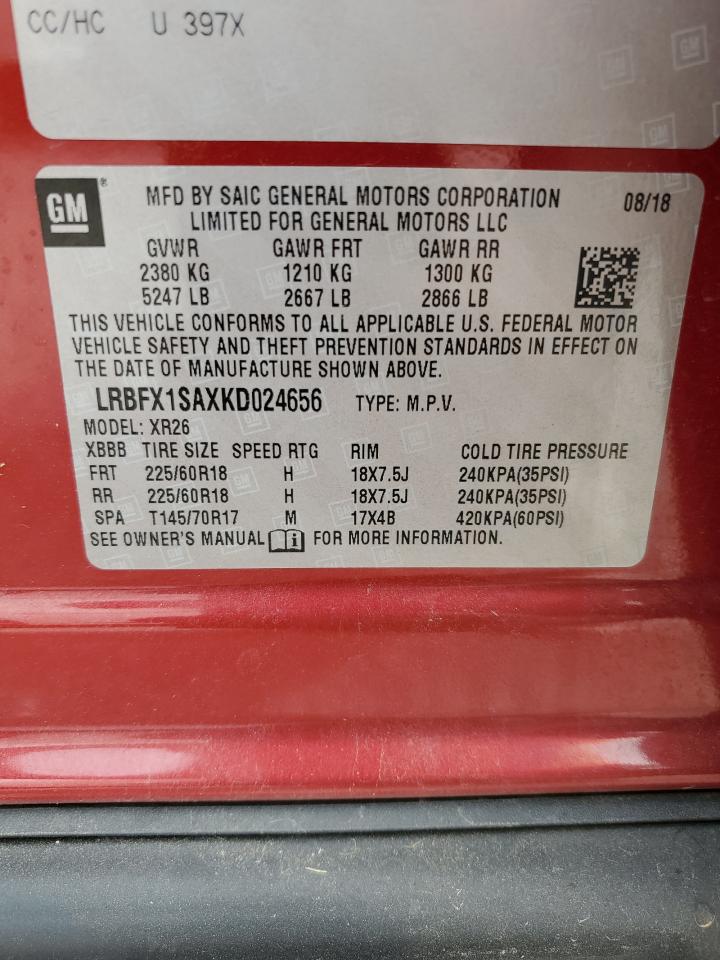 CC/HC U 397X
GM® MFD BY SAIC GENERAL MOTORS CORPORATION 08/18
LIMITED FOR GENERAL MOTORS LLC
GVWR GAWR FRT GAWR RR
2380 KG 1210 KG 1300 KG
5247 LB 2667 LB 2866 LB
THIS VEHICLE CONFORMS TO ALL APPLICABLE U.S. FEDERAL MOTOR
VEHICLE SAFETY AND THEFT PREVENTION STANDARDS IN EFFECT ON
THE DATE OF MANUFACTURE SHOWN ABOVE.
LRBFX1SAXKD024656 TYPE: M.P.V.
MODEL: XR26
XBBB TIRE SIZE SPEED RTG RIM COLD TIRE PRESSURE
FRT 225/60R18 H 18X7.5J 240KPA(35PSI)
RR 225/60R18 H 18X7.5J 240KPA(35PSI)
SPA T145/70R17 M 17X4B 420KPA(60PSI)
SEE OWNER'S MANUAL i FOR MORE INFORMATION.